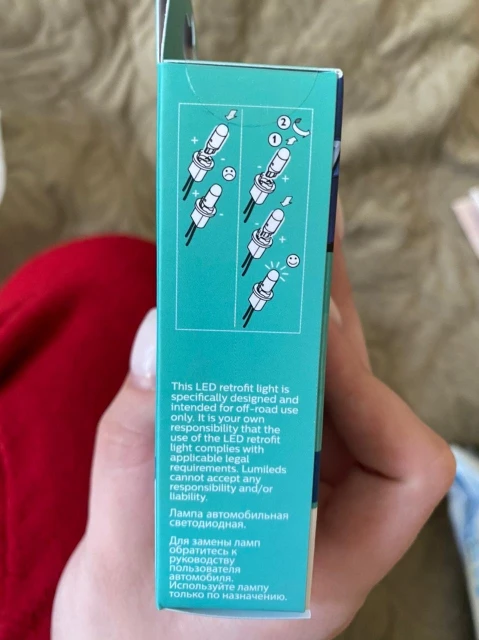 +
-
2
1
-
+
-
+
This LED retrofit light is
specifically designed and
intended for off-road use
only. It is your own
responsibility that the
use of the LED retrofit
light complies with
applicable legal
requirements. Lumileds
cannot accept any
responsibility and/or
liability.
Лампа автомобильная
светодиодная.
Для замены ламп
обратитесь к
руководству
пользователя
автомобиля.
Используйте лампу
только по назначению.